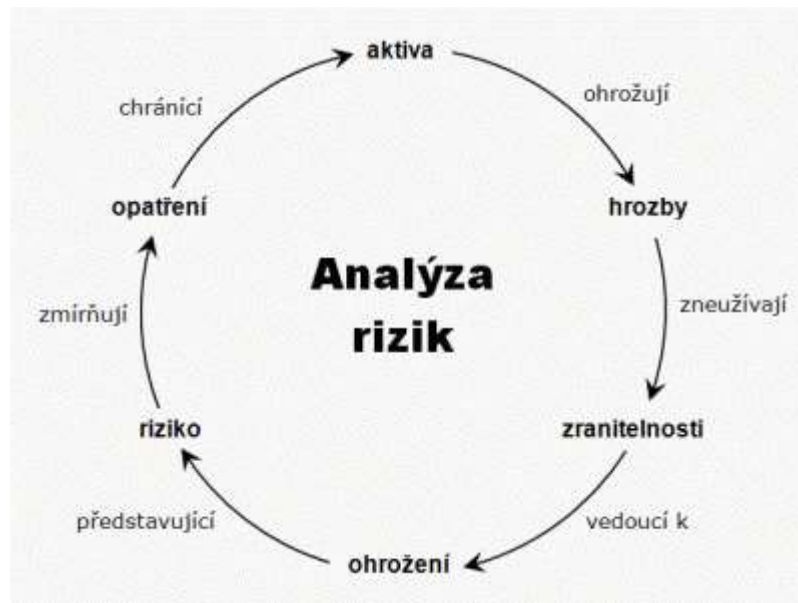 aktiva
ohrožují
hrozby
zneužívají
zranitelnosti
vedoucí k
ohrožení
představující
riziko
zmírňují
opatření
chránící
Analýza
rizik